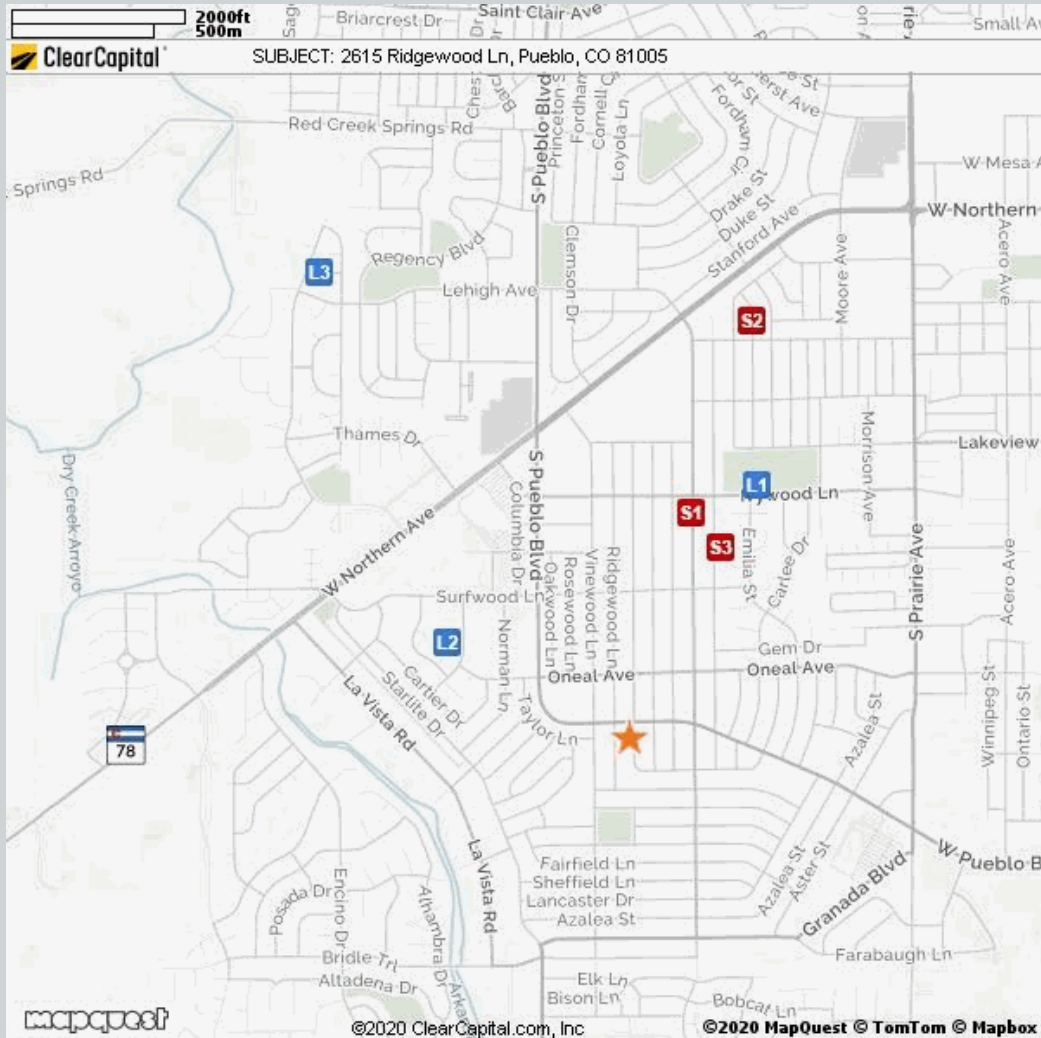 2000ft
500m
Briarcrest Dr
Saint Clair Ave
Small Av
ClearCapital
SUBJECT: 2615 Ridgewood Ln, Pueblo, CO 81005
Red Creek Springs Rd
Springs Rd
S Pueblo Blvd
Princeton S
Fordham
Cornell C
Loyola Ln
Fordham Cir
erst Ave
W Mesa A
W Northern
Drake St
Duke St
Stanford Ave
Clemson Dr
Regency Blvd
Lehigh Ave
L3
S2
Moore Ave
Acero Ave
Thames Dr
Lakeview
Morrison Ave
L1
wood Ln
S1
S3
Emilia St
Carlee Dr
Dry Creek Arroyo
W Northern Ave
Columbia Dr
S Pueblo Blvd
Oakwood Ln
Rosewood Ln
Vinewood Ln
Ridgewood Ln
S Prairie Ave
Acero Ave
Surfwood Ln
L2
Norman Ln
Gem Dr
Oneal Ave
Oneal Ave
Cartier Dr
Starlite Dr
La Vista Rd
Taylor Ln
Azalea St
Winnipeg St
Ontario St
78
La Vista Rd
Fairfield Ln
Sheffield Ln
Lancaster Dr
Azalea St
Azalea St
Aster St
Granada Blvd
W Pueblo B
Posada Dr
Encino Dr
Alhambra Dr
Bridle Trl
Altadena Dr
Arkan
Farabaugh Ln
Elk Ln
Bison Ln
Bobcat Ln
mapquest
©2020 ClearCapital.com, Inc
©2020 MapQuest © TomTom © Mapbox